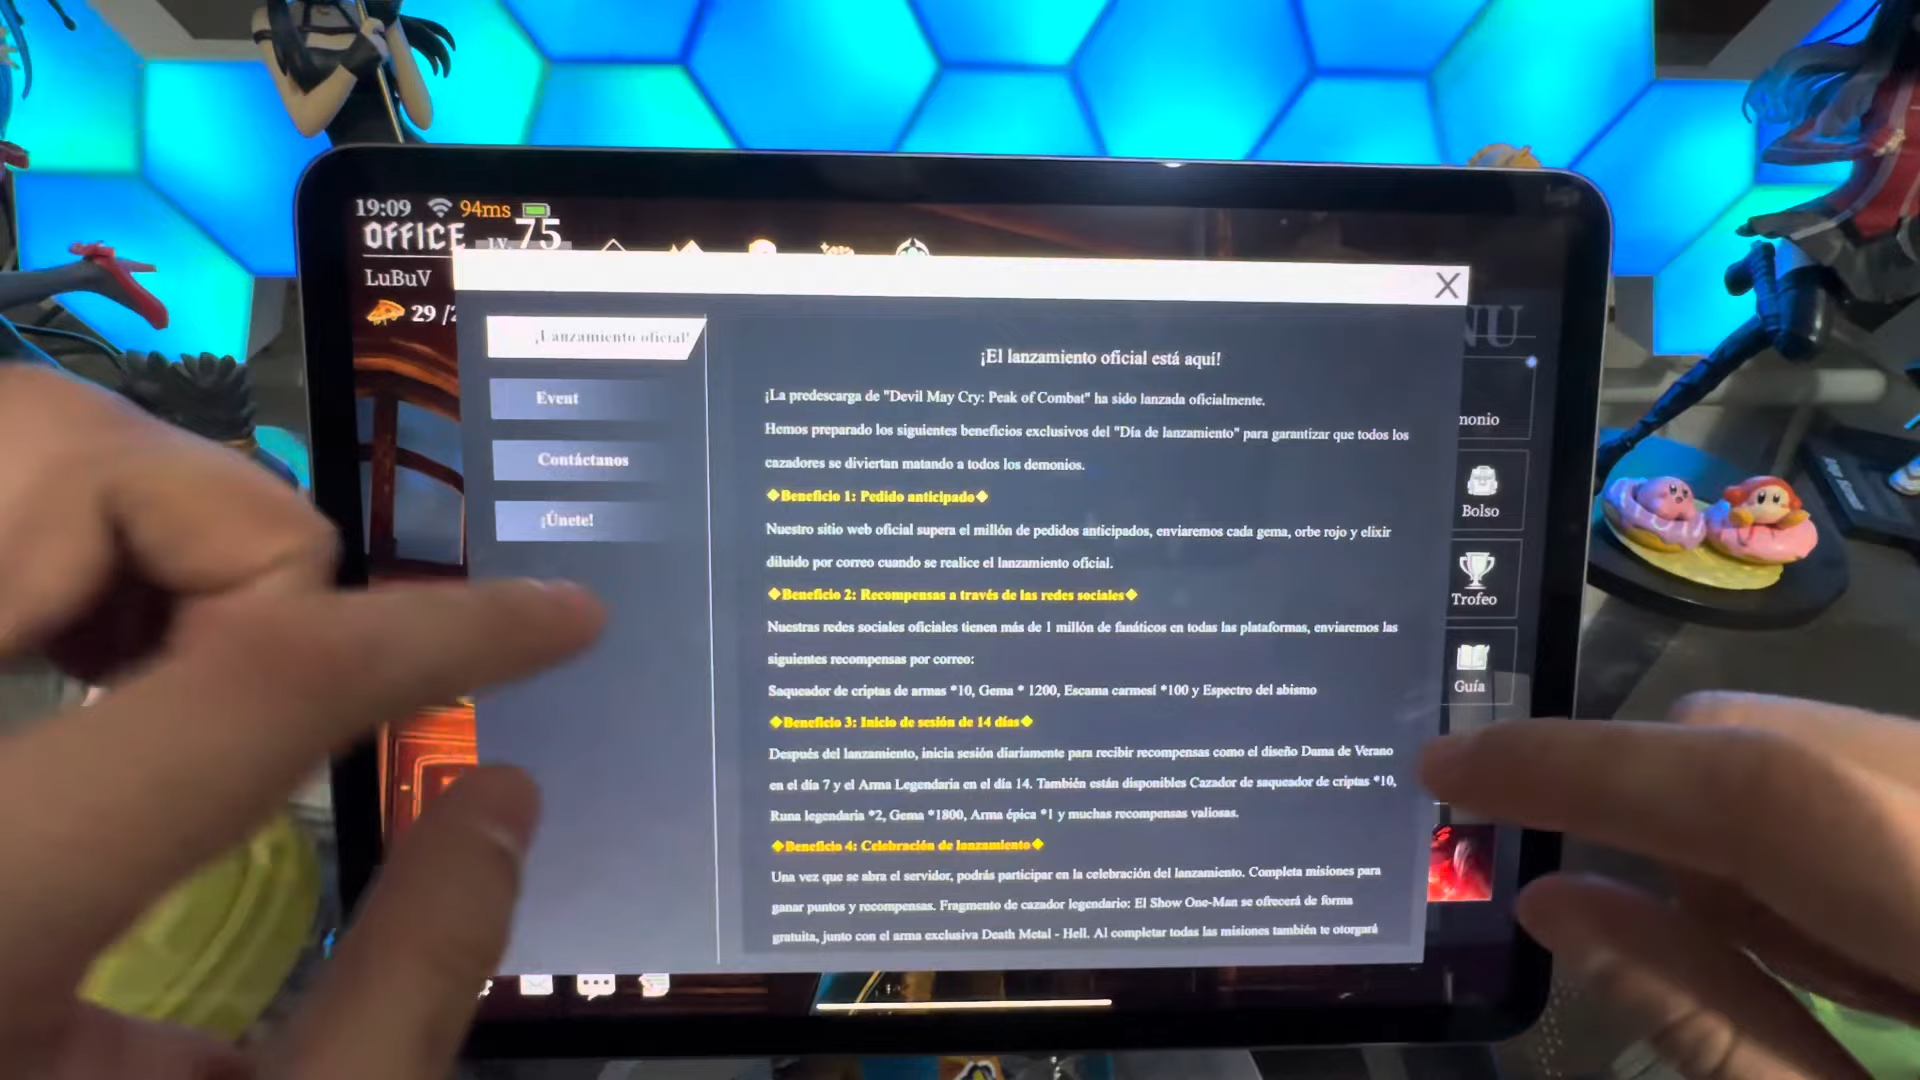 19:09 94ms
OFFICE LV. 75
LuBuV
29 /2
X
NU
¡Lanzamiento oficial!
Event
Contáctanos
¡Únete!
¡El lanzamiento oficial está aquí!
¡La predescarga de "Devil May Cry: Peak of Combat" ha sido lanzada oficialmente.
Hemos preparado los siguientes beneficios exclusivos del "Día de lanzamiento" para garantizar que todos los
cazadores se diviertan matando a todos los demonios.
◆Beneficio 1: Pedido anticipado◆
Nuestro sitio web oficial supera el millón de pedidos anticipados, enviaremos cada gema, orbe rojo y elixir
diluido por correo cuando se realice el lanzamiento oficial.
◆Beneficio 2: Recompensas a través de las redes sociales◆
Nuestras redes sociales oficiales tienen más de 1 millón de fanáticos en todas las plataformas, enviaremos las
siguientes recompensas por correo:
Saqueador de criptas de armas *10, Gema * 1200, Escama carmesí *100 y Espectro del abismo
◆Beneficio 3: Inicio de sesión de 14 días◆
Después del lanzamiento, inicia sesión diariamente para recibir recompensas como el diseño Dama de Verano
en el día 7 y el Arma Legendaria en el día 14. También están disponibles Cazador de saqueador de criptas *10,
Runa legendaria *2, Gema *1800, Arma épica *1 y muchas recompensas valiosas.
◆Beneficio 4: Celebración de lanzamiento◆
Una vez que se abra el servidor, podrás participar en la celebración del lanzamiento. Completa misiones para
ganar puntos y recompensas. Fragmento de cazador legendario: El Show One-Man se ofrecerá de forma
gratuita, junto con el arma exclusiva Death Metal - Hell. Al completar todas las misiones también te otorgará
monio
Bolso
Trofeo
Guía